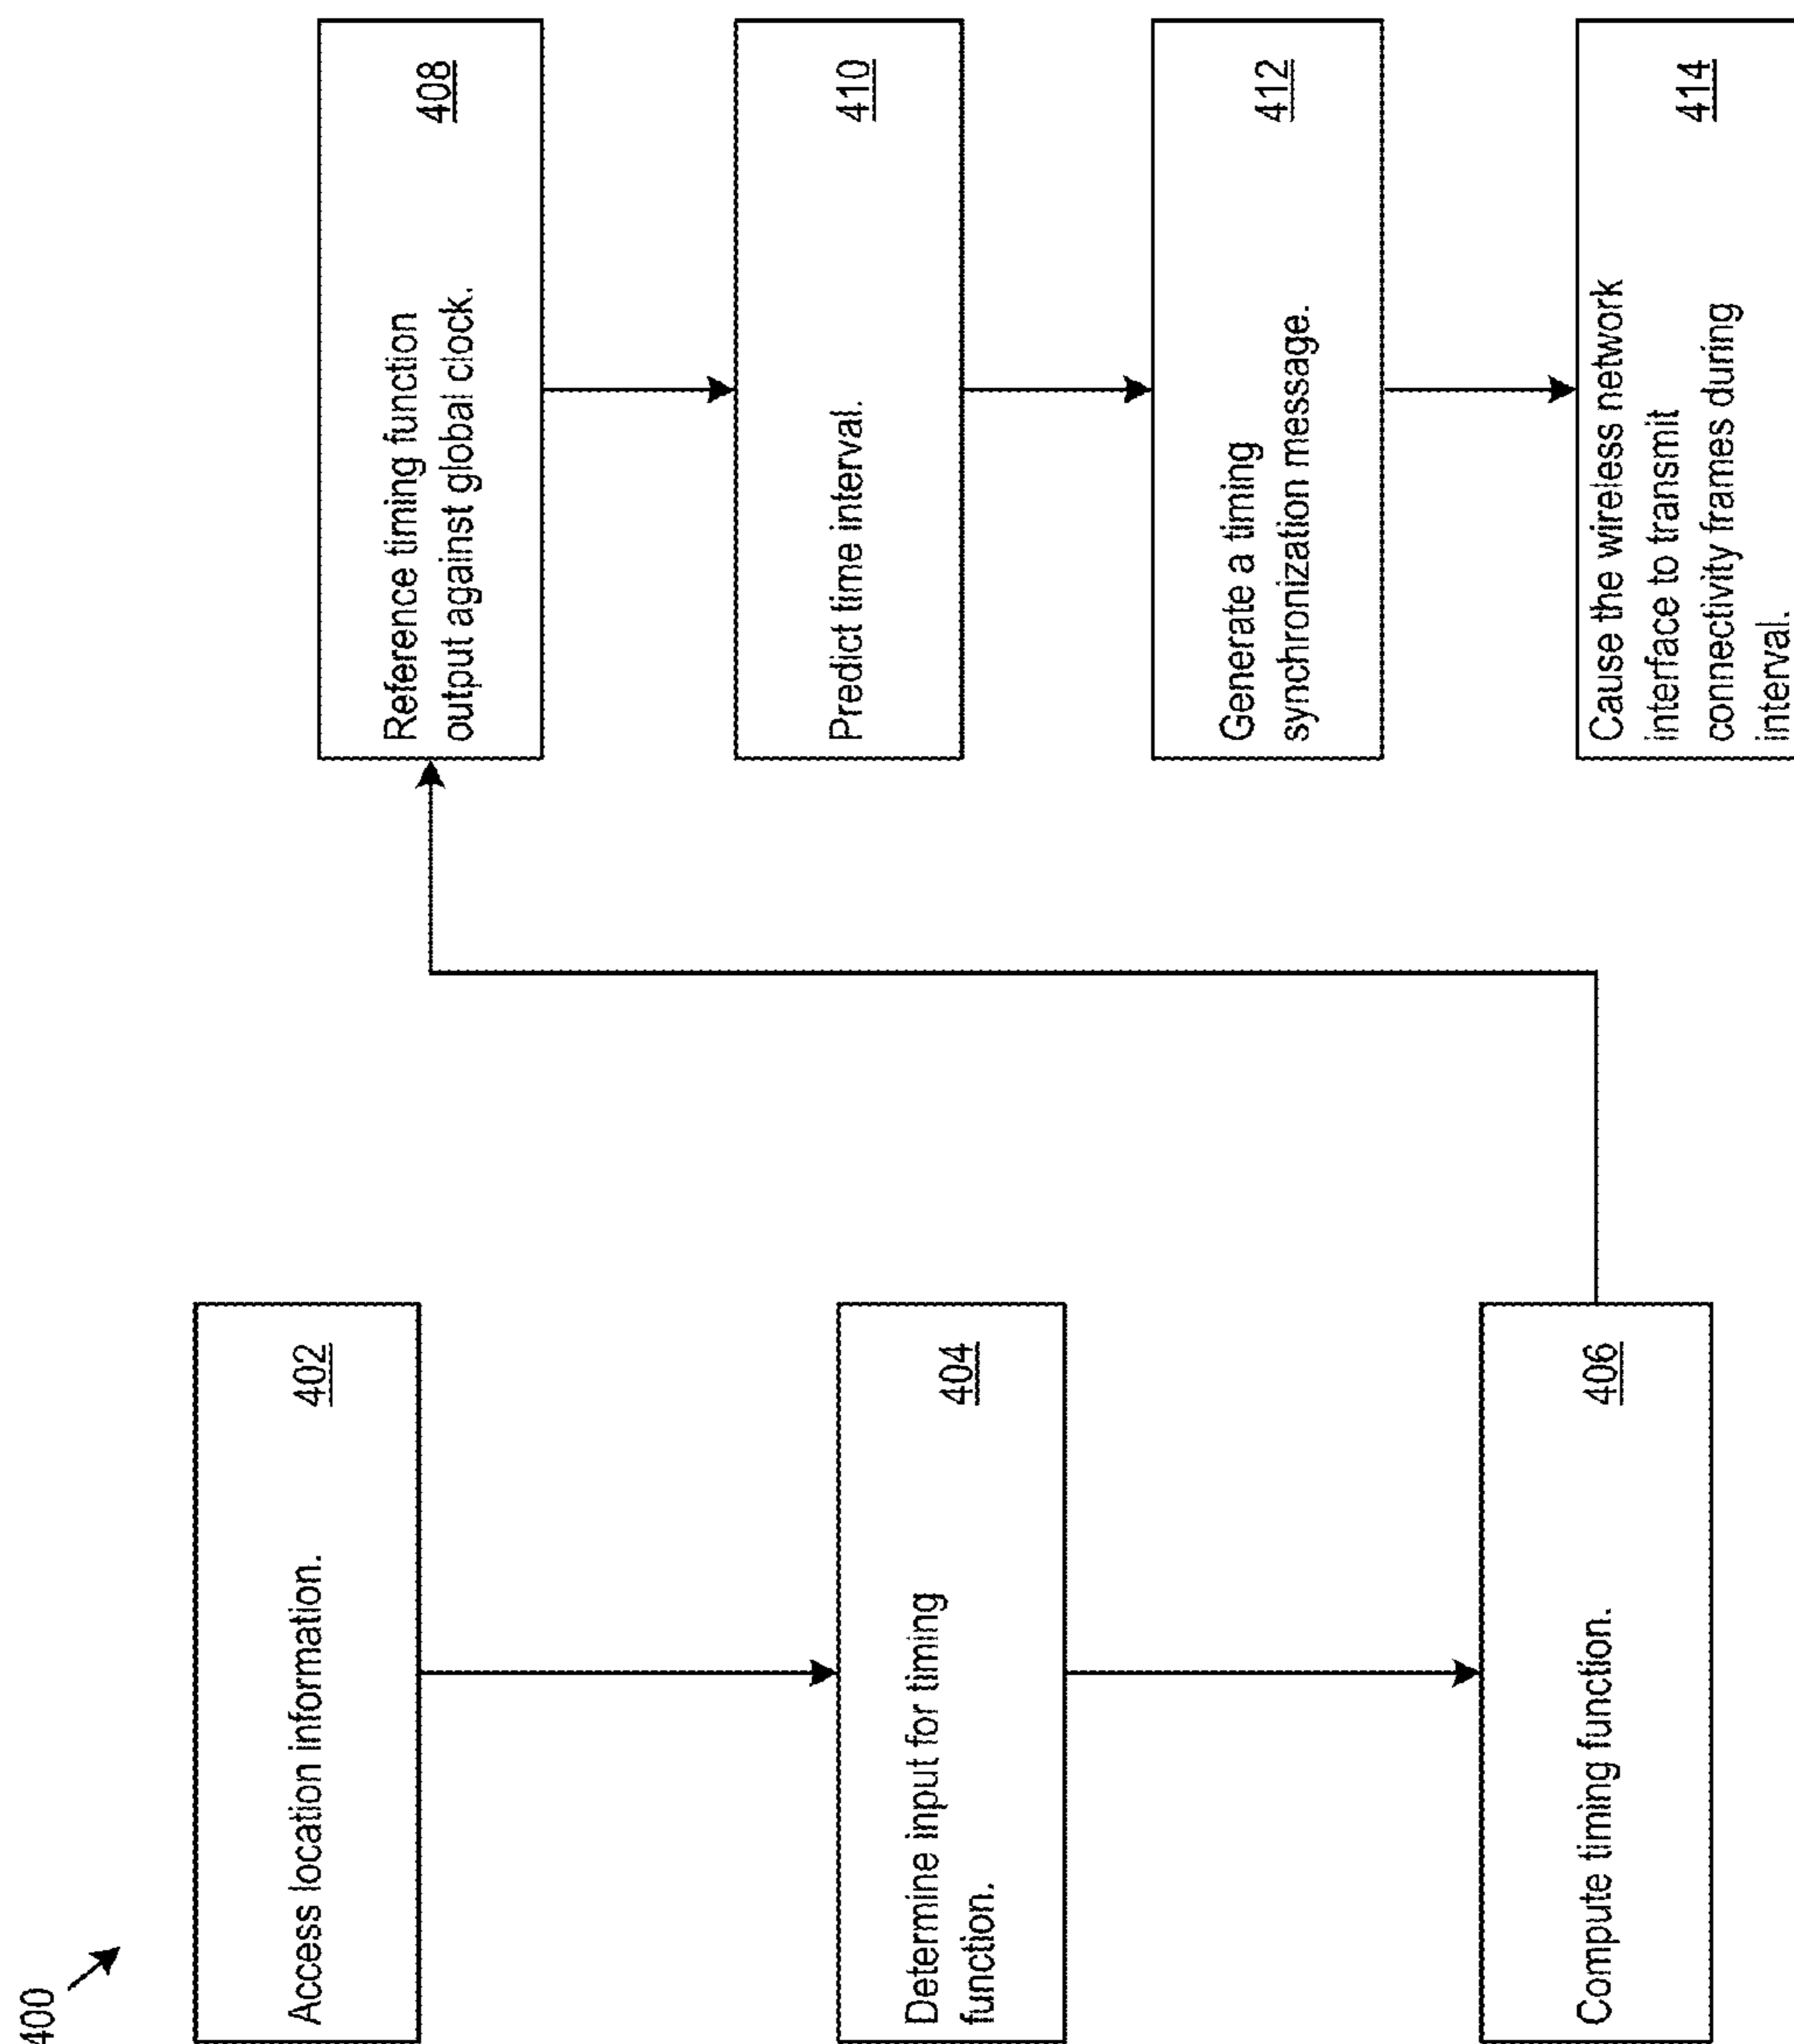 400
Access location information.
402
Determine input for timing
function.
404
Compute timing function.
406
Reference timing function
output against global clock.
408
Predict time interval.
410
Generate a timing
synchronization message.
412
Cause the wireless network
interface to transmit
connectivity frames during
interval.
414